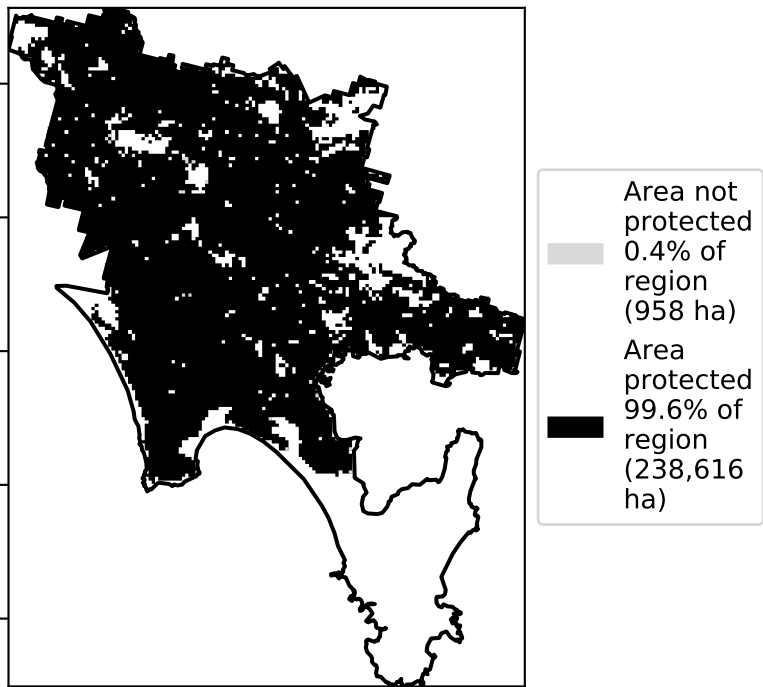 Area not
protected
0.4% of
region
(958 ha)
Area
protected
99.6% of
region
(238,616
ha)